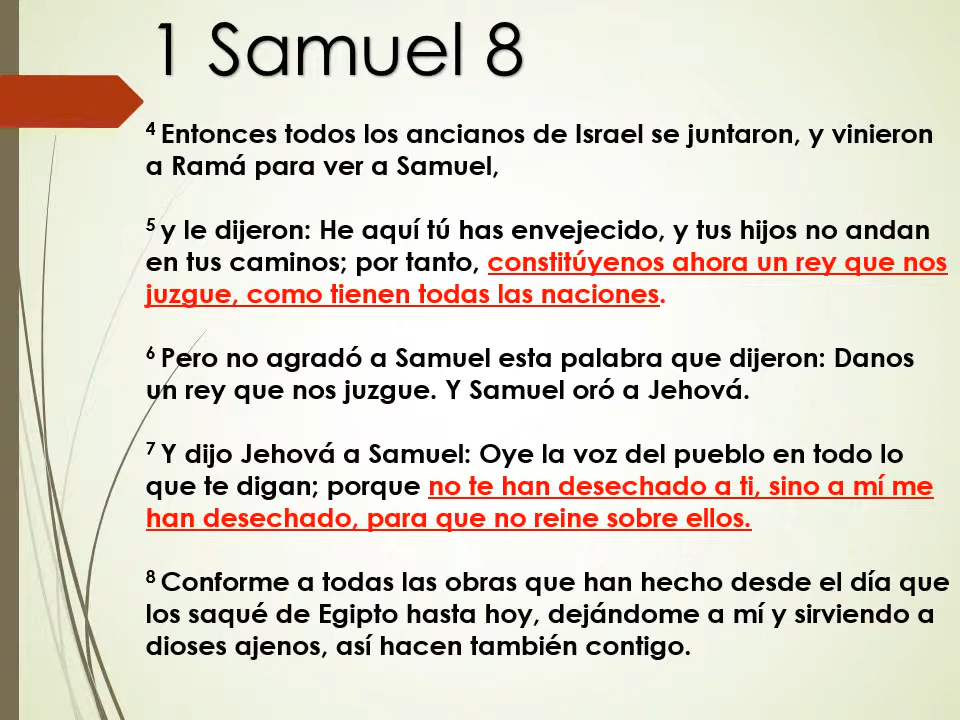 1 Samuel 8
4 Entonces todos los ancianos de Israel se juntaron, y vinieron
a Ramá para ver a Samuel,
5 y le dijeron: He aquí tú has envejecido, y tus hijos no andan
en tus caminos; por tanto, constitúyenos ahora un rey que nos
juzgue, como tienen todas las naciones.
6 Pero no agradó a Samuel esta palabra que dijeron: Danos
un rey que nos juzgue. Y Samuel oró a Jehová.
7 Y dijo Jehová a Samuel: Oye la voz del pueblo en todo lo
que te digan; porque no te han desechado a ti, sino a mí me
han desechado, para que no reine sobre ellos.
8 Conforme a todas las obras que han hecho desde el día que
los saqué de Egipto hasta hoy, dejándome a mí y sirviendo a
dioses ajenos, así hacen también contigo.